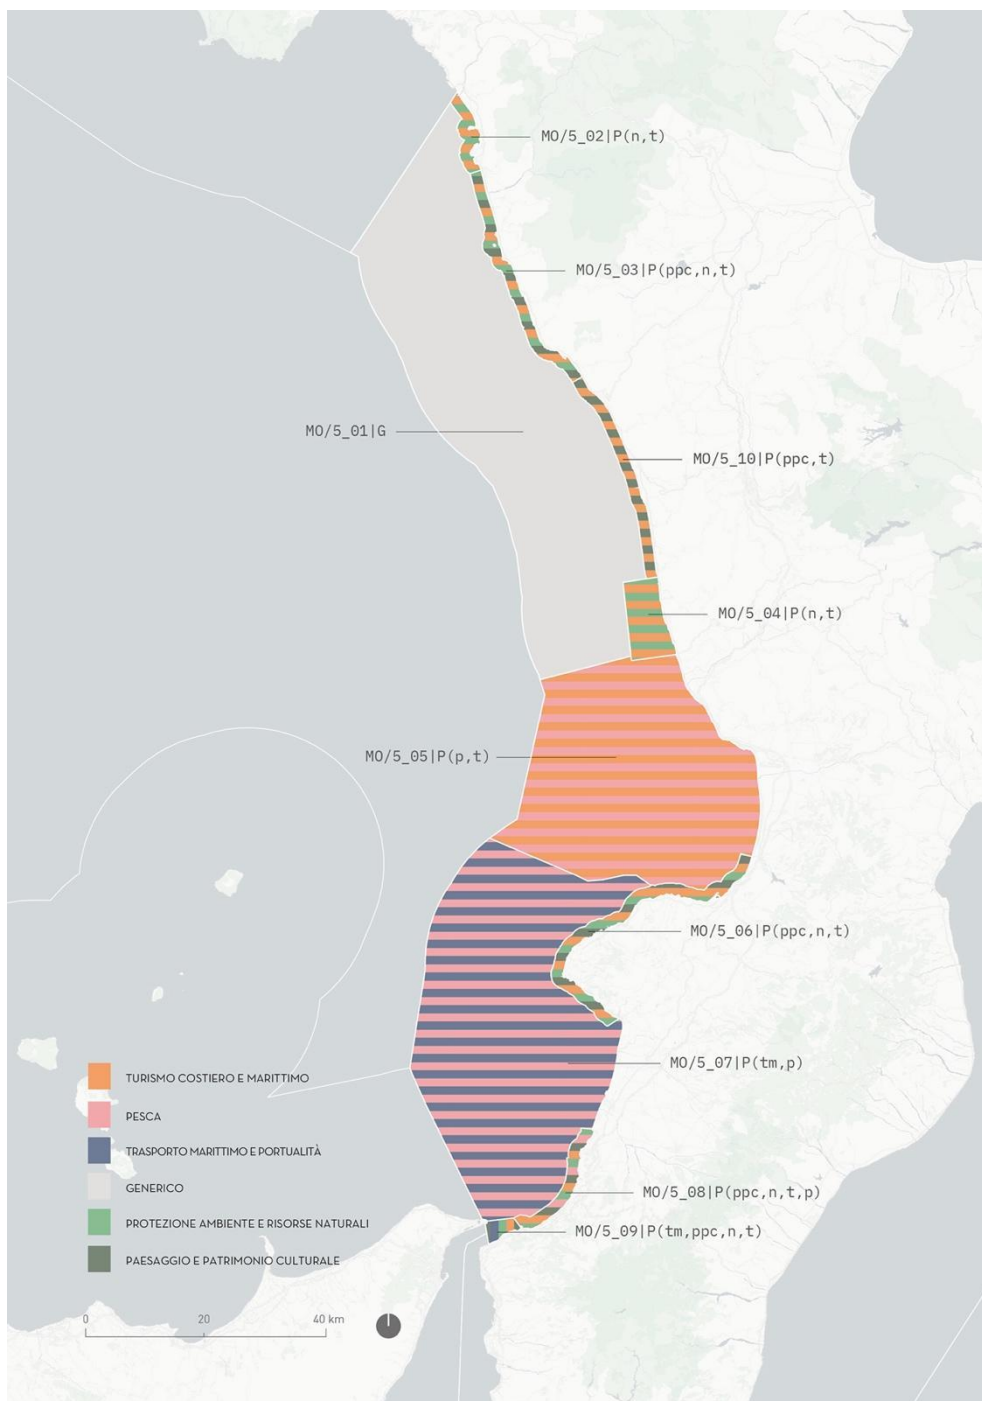 MO/5_02|P(n,t)
MO/5_03|P(ppc,n,t)
MO/5_01|G
MO/5_10|P(ppc,t)
MO/5_04|P(n,t)
MO/5_05|P(p,t)
MO/5_06|P(ppc,n,t)
MO/5_07|P(tm,p)
MO/5_08|P(ppc,n,t,p)
MO/5_09|P(tm,ppc,n,t)
TURISMO COSTIERO E MARITTIMO
PESCA
TRASPORTO MARITTIMO E PORTUALITÀ
GENERICO
PROTEZIONE AMBIENTE E RISORSE NATURALI
PAESAGGIO E PATRIMONIO CULTURALE
0 20 40 km